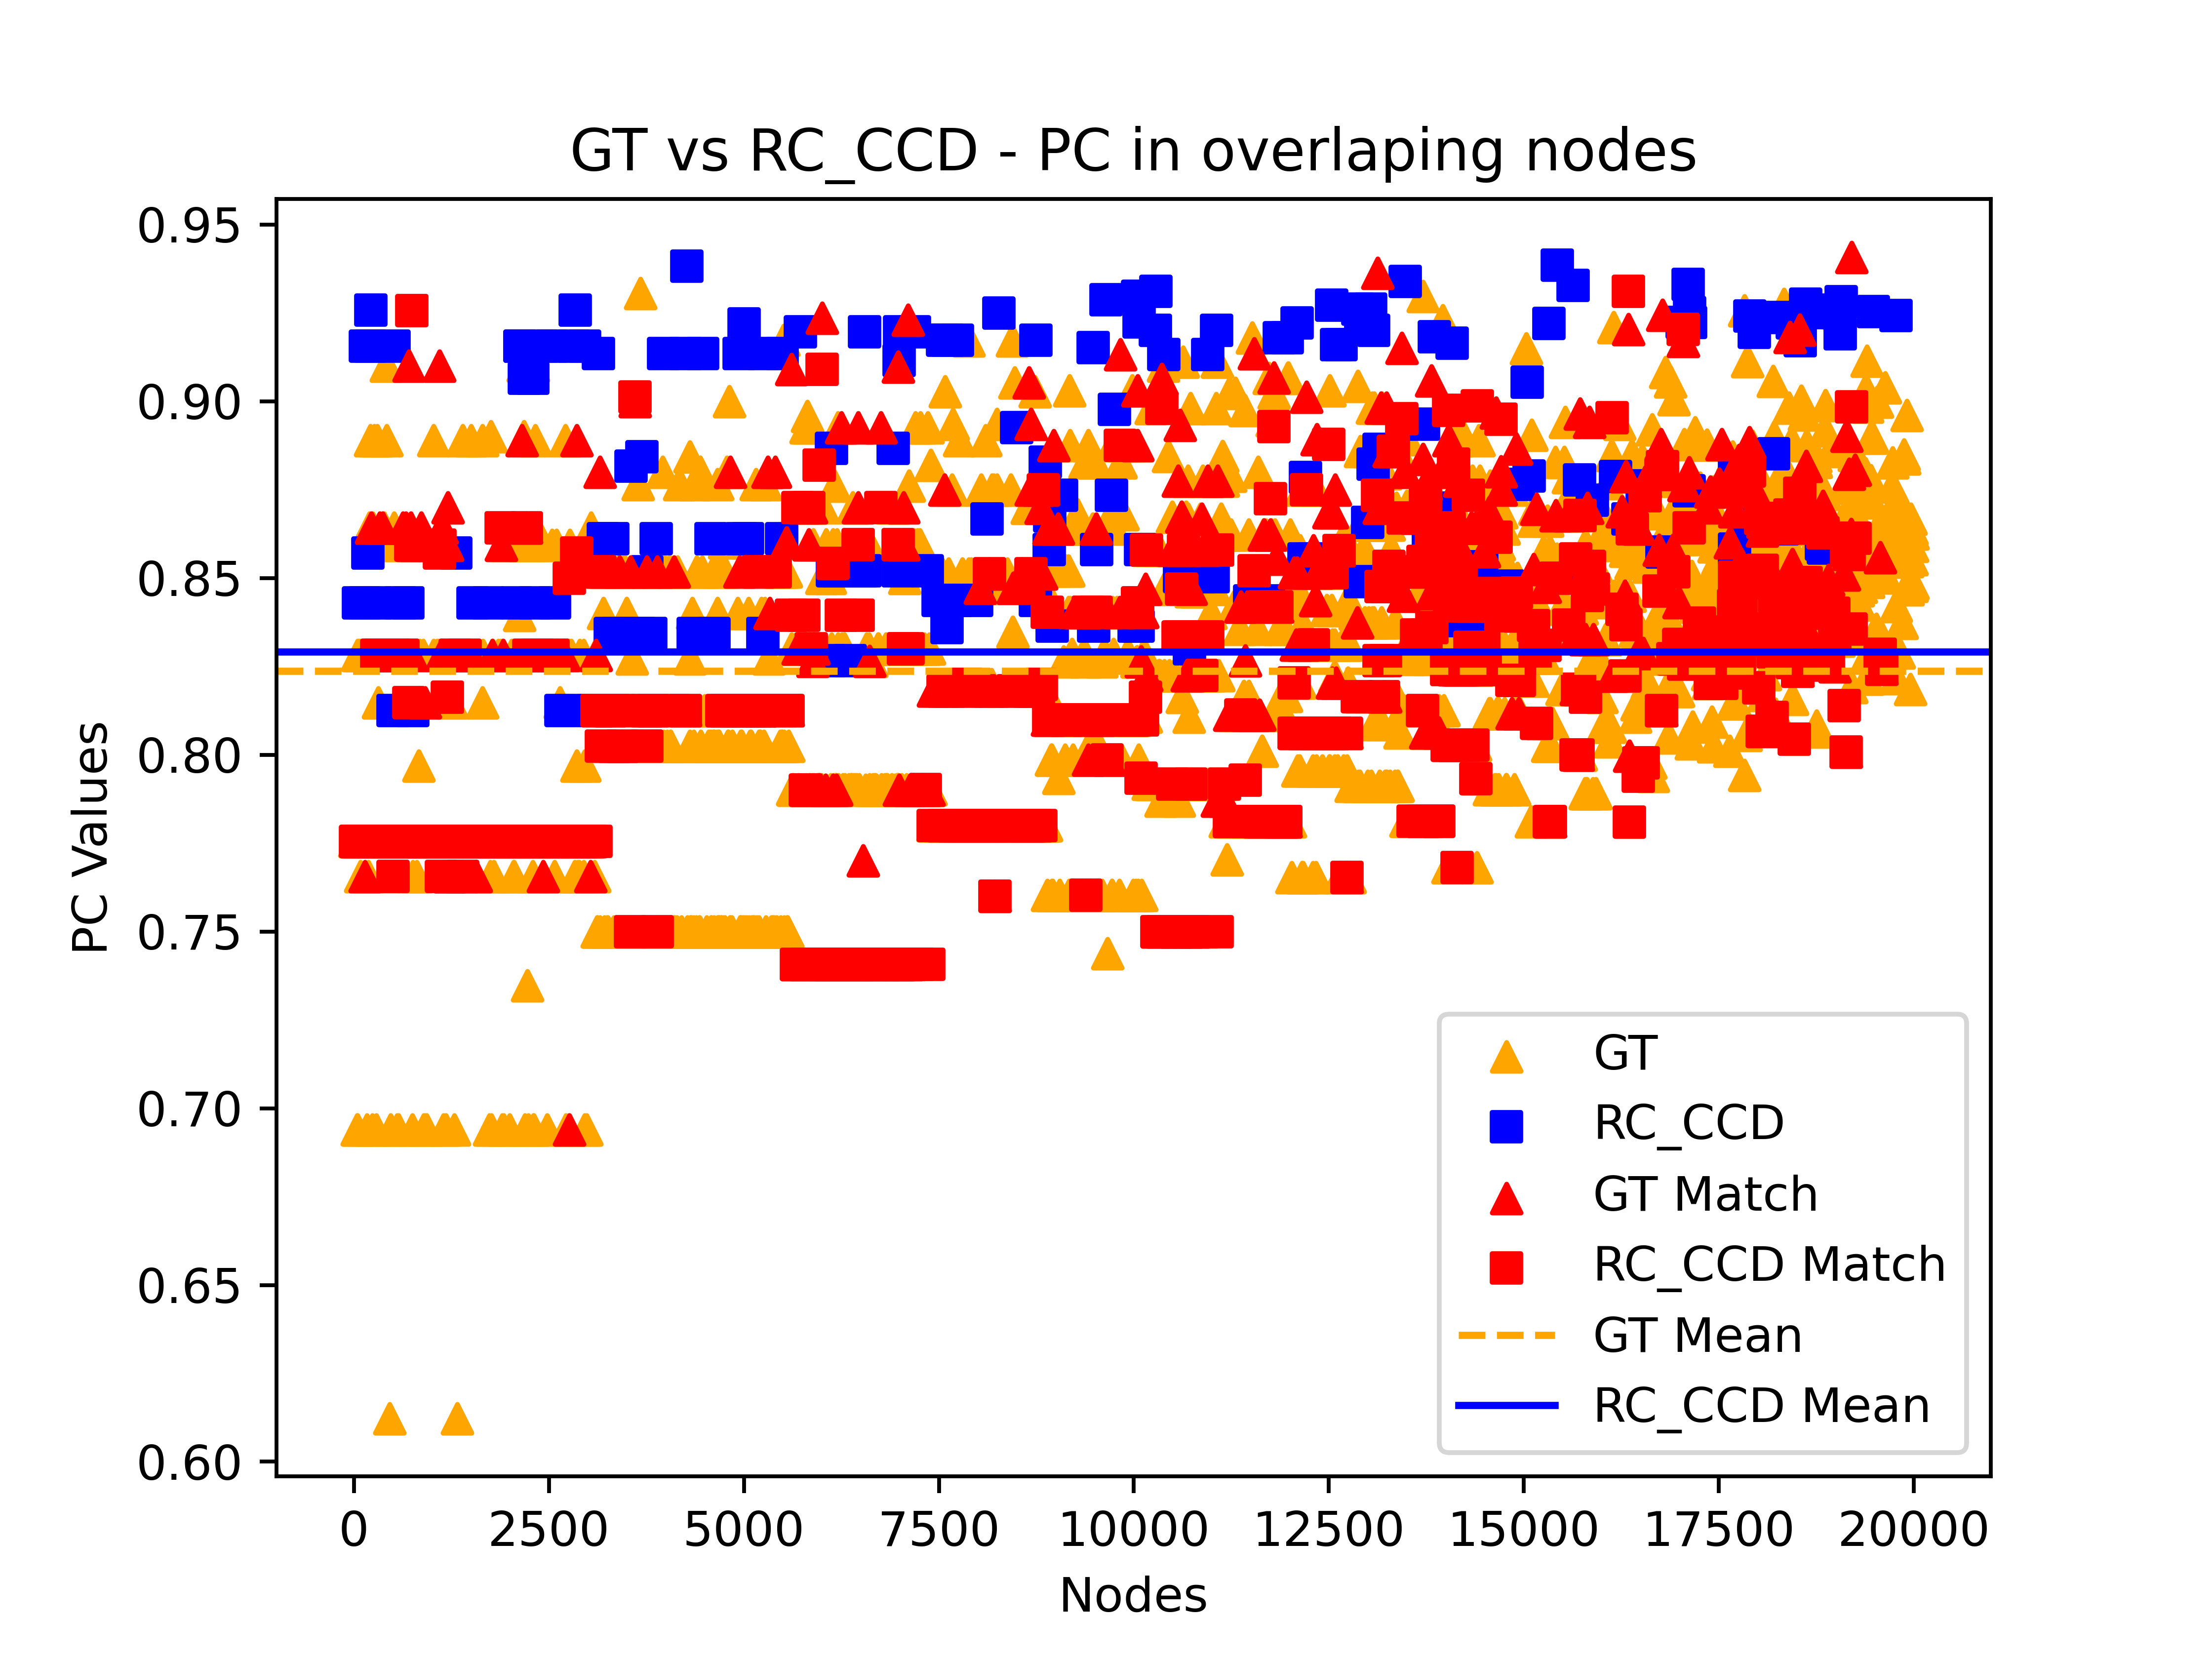 GT vs RC_CCD - PC in overlaping nodes
0.95
0.90
0.85
0.80
0.75
0.70
0.65
0.60
PC Values
GT
RC_CCD
GT Match
RC_CCD Match
GT Mean
RC_CCD Mean
0 2500 5000 7500 10000 12500 15000 17500 20000
Nodes